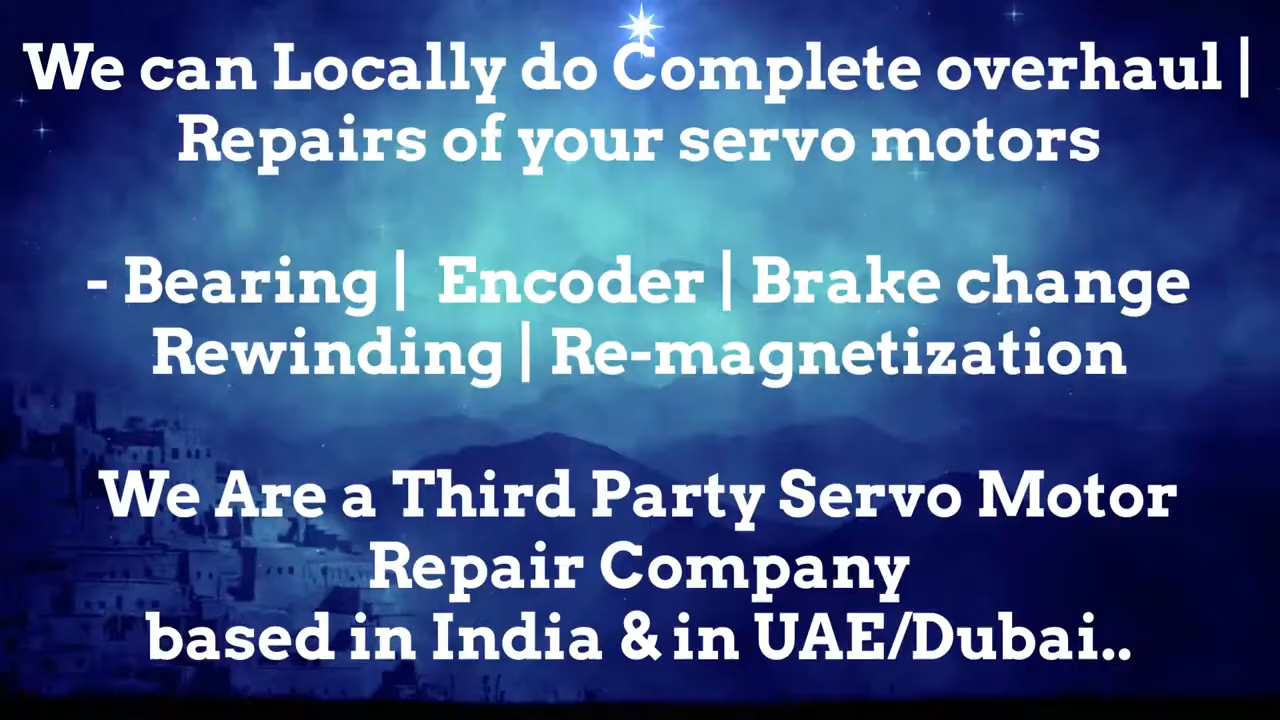 We can Locally do Complete overhaul |
Repairs of your servo motors
- Bearing | Encoder | Brake change
Rewinding | Re-magnetization
We Are a Third Party Servo Motor
Repair Company
based in India & in UAE/Dubai..